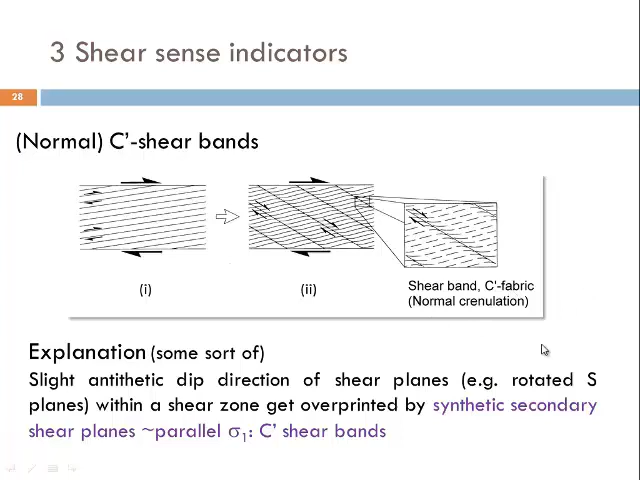 3 Shear sense indicators
28
(Normal) C'-shear bands
(i)
(ii)
Shear band, C'-fabric
(Normal crenulation)
Explanation (some sort of)
Slight antithetic dip direction of shear planes (e.g. rotated S
planes) within a shear zone get overprinted by synthetic secondary
shear planes ~parallel σ1: C' shear bands